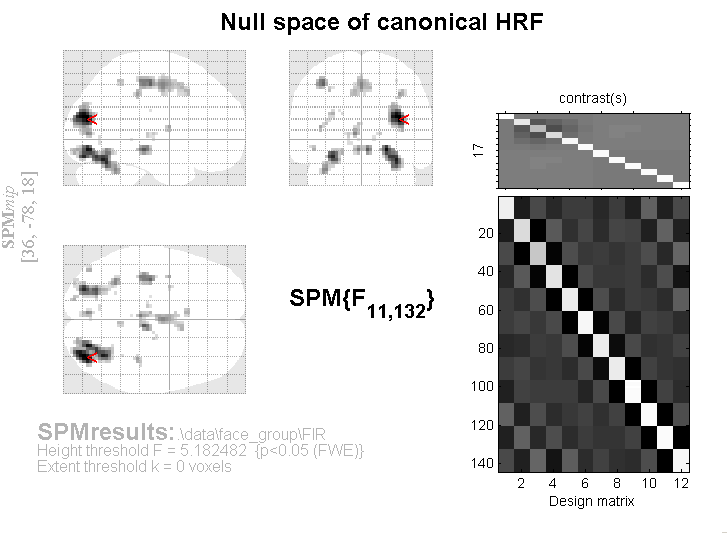 Null space of canonical HRF
SPMmip
[36, -78, 18]
contrast(s)
17
SPM{F11,132}
20
40
60
80
100
120
140
2 4 6 8 10 12
Design matrix
SPMresults: .\data\face_group\FIR
Height threshold F = 5.182482 {p<0.05 (FWE)}
Extent threshold k = 0 voxels